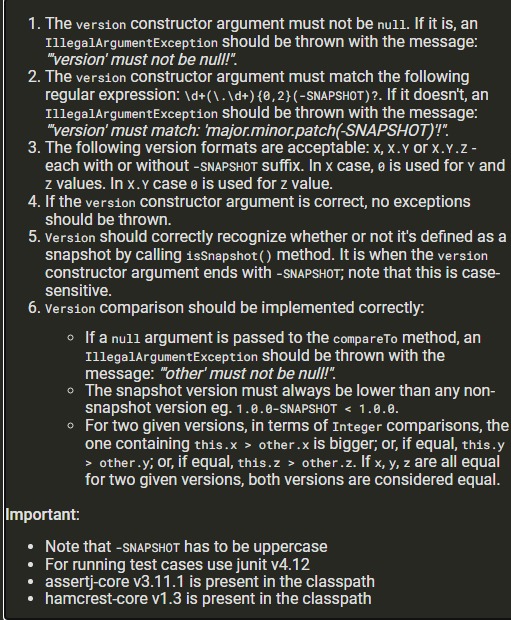 1. The version constructor argument must not be null. If it is, an
IllegalArgumentException should be thrown with the message:
"'version' must not be null!".
2. The version constructor argument must match the following
regular expression: \d+(\.\d+){0,2}(-SNAPSHOT)?. If it doesn't, an
IllegalArgumentException should be thrown with the message:
"'version' must match: 'major.minor.patch(-SNAPSHOT)'!".
3. The following version formats are acceptable: x, x.Y or x.Y.Z -
each with or without -SNAPSHOT suffix. In x case, 0 is used for Y and
Z values. In x.Y case 0 is used for Z value.
4. If the version constructor argument is correct, no exceptions
should be thrown.
5. Version should correctly recognize whether or not it's defined as a
snapshot by calling isSnapshot() method. It is when the version
constructor argument ends with -SNAPSHOT; note that this is case-
sensitive.
6. Version comparison should be implemented correctly:
◦ If a null argument is passed to the compareTo method, an
IllegalArgumentException should be thrown with the
message: "'other' must not be null!".
◦ The snapshot version must always be lower than any non-
snapshot version eg. 1.0.0-SNAPSHOT < 1.0.0.
◦ For two given versions, in terms of Integer comparisons, the
one containing this.x > other.x is bigger; or, if equal, this.y
> other.y; or, if equal, this.z > other.z. If x, y, z are all equal
for two given versions, both versions are considered equal.
Important:
• Note that -SNAPSHOT has to be uppercase
• For running test cases use junit v4.12
• assertj-core v3.11.1 is present in the classpath
• hamcrest-core v1.3 is present in the classpath